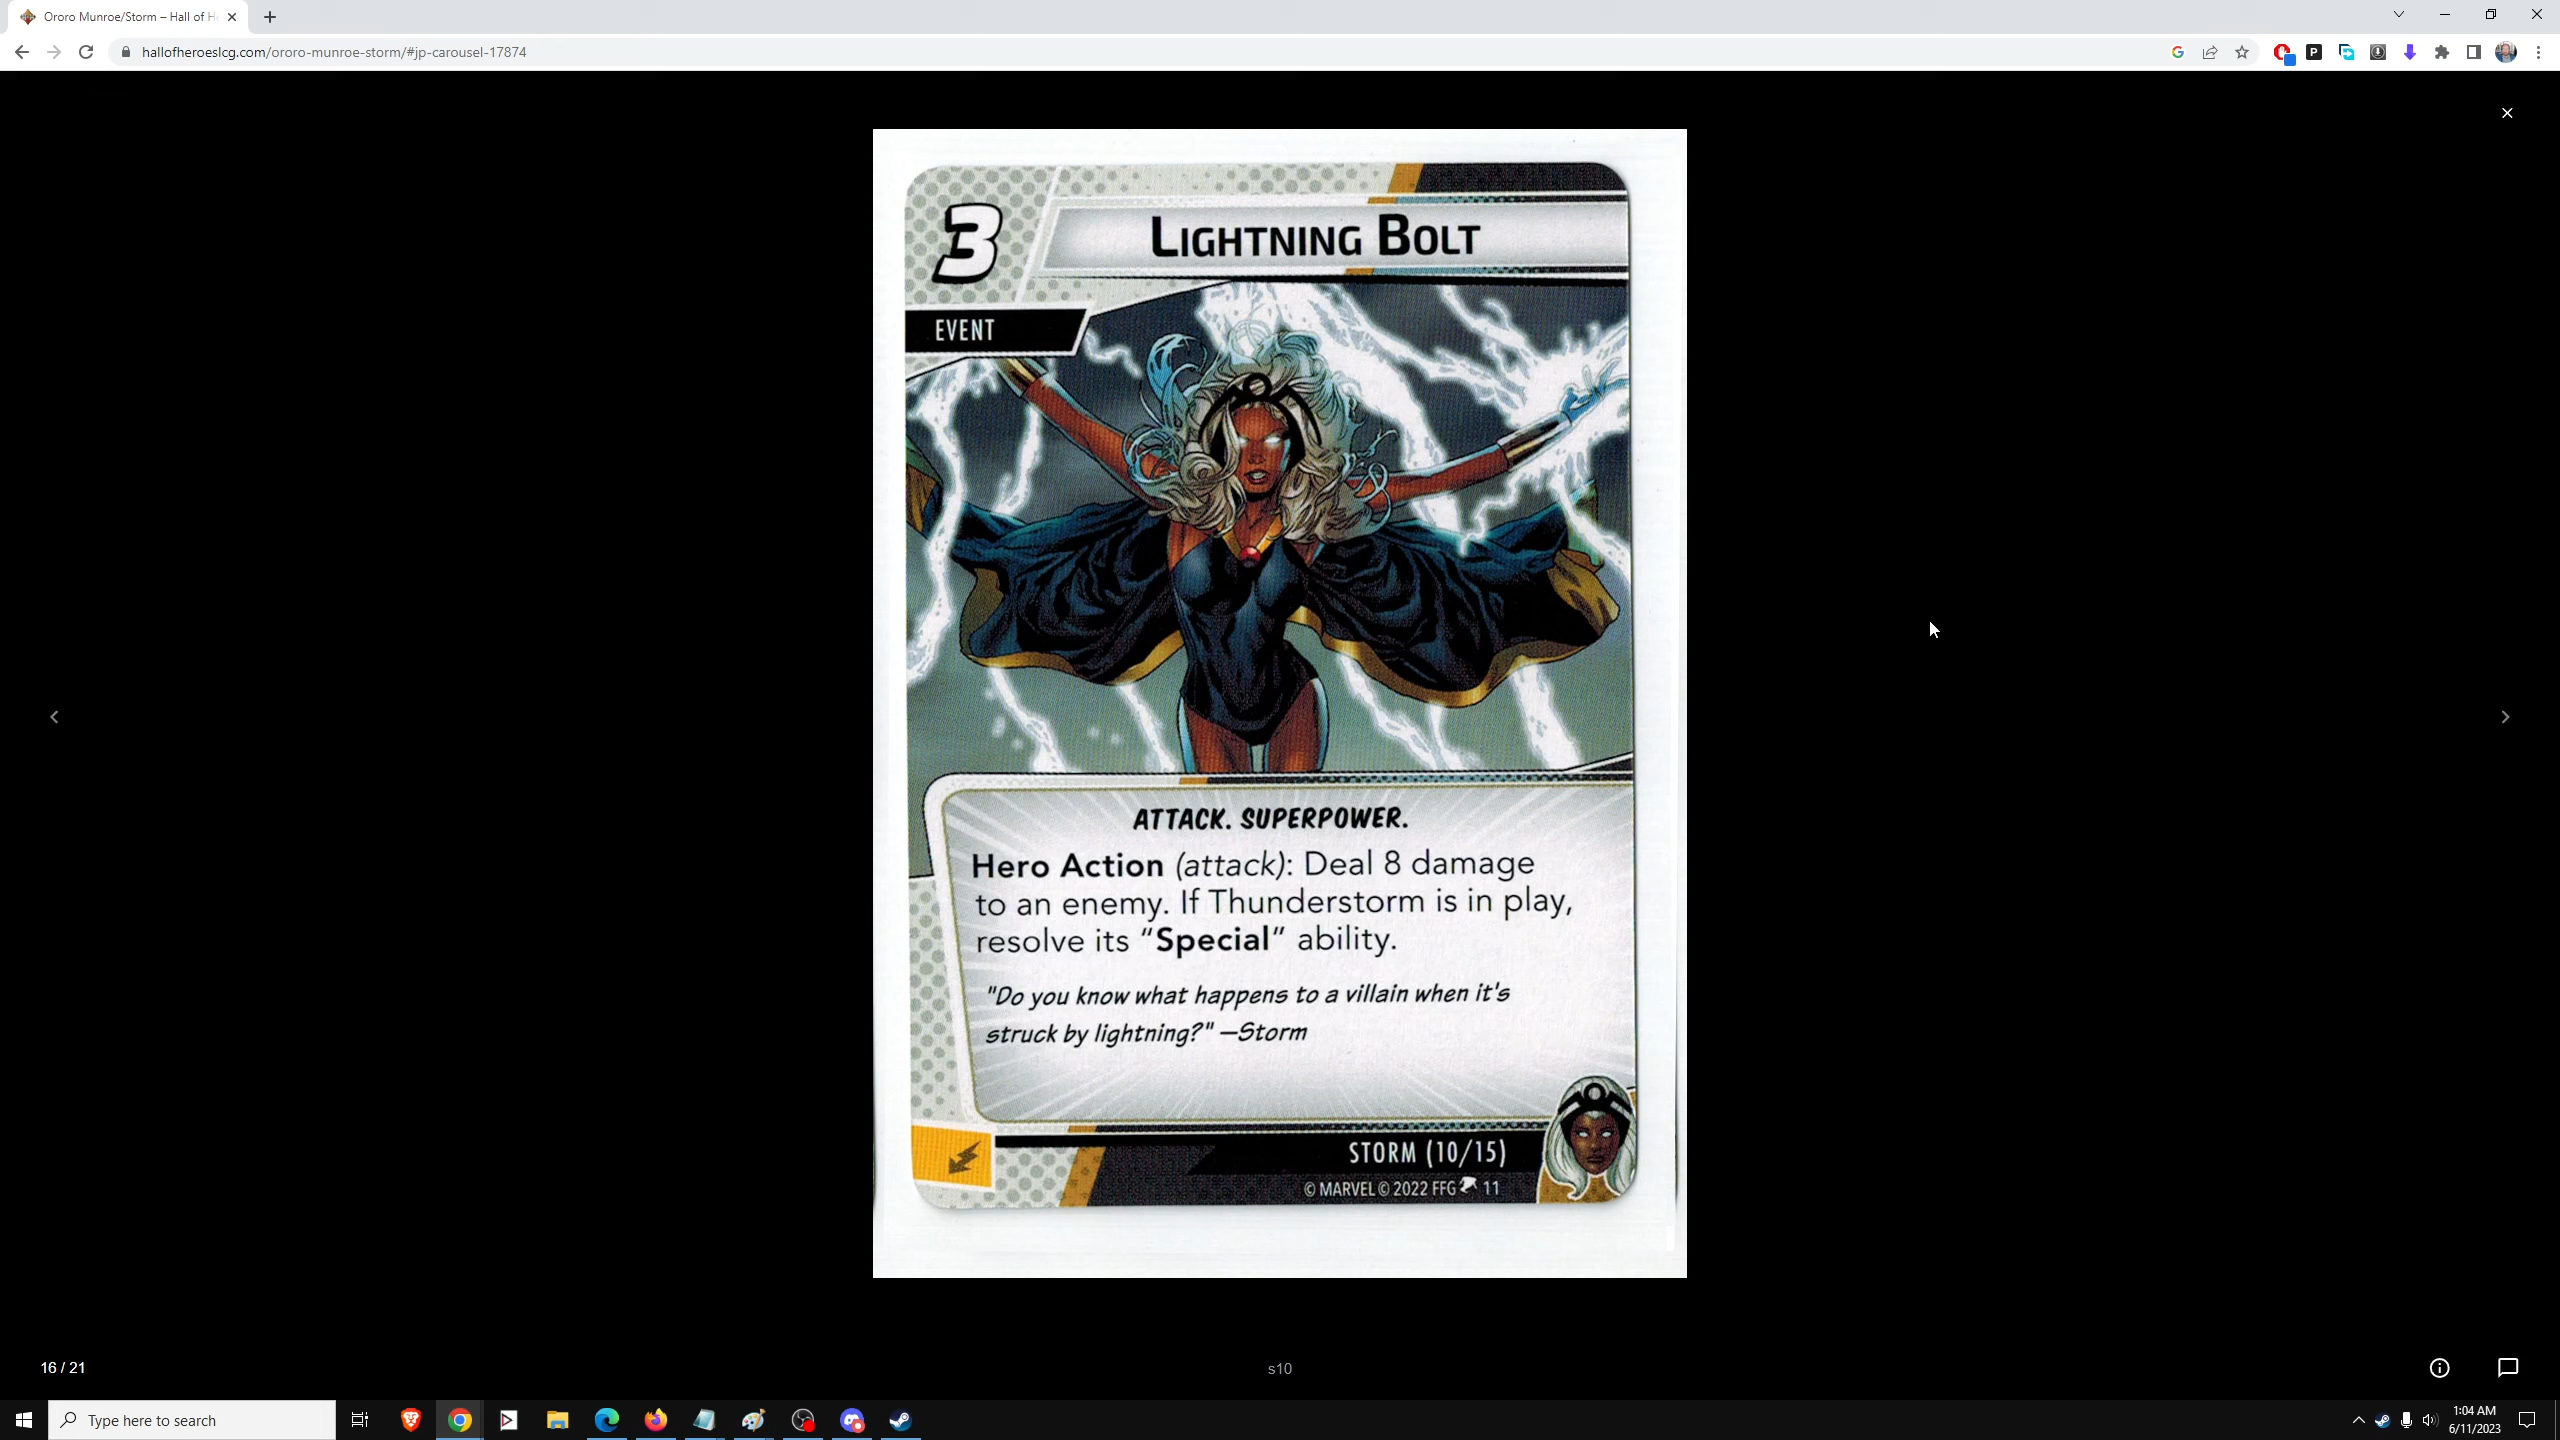 Ororo Munroe/Storm – Hall of H
hallofheroeslcg.com/ororo-munroe-storm/#jp-carousel-17874
3
LIGHTNING BOLT
EVENT
ATTACK. SUPERPOWER.
Hero Action (attack): Deal 8 damage
to an enemy. If Thunderstorm is in play,
resolve its “Special” ability.
"Do you know what happens to a villain when it's
struck by lightning?" —Storm
STORM (10/15)
© MARVEL © 2022 FFG 11
16 / 21
s10
Type here to search
1:04 AM
6/11/2023